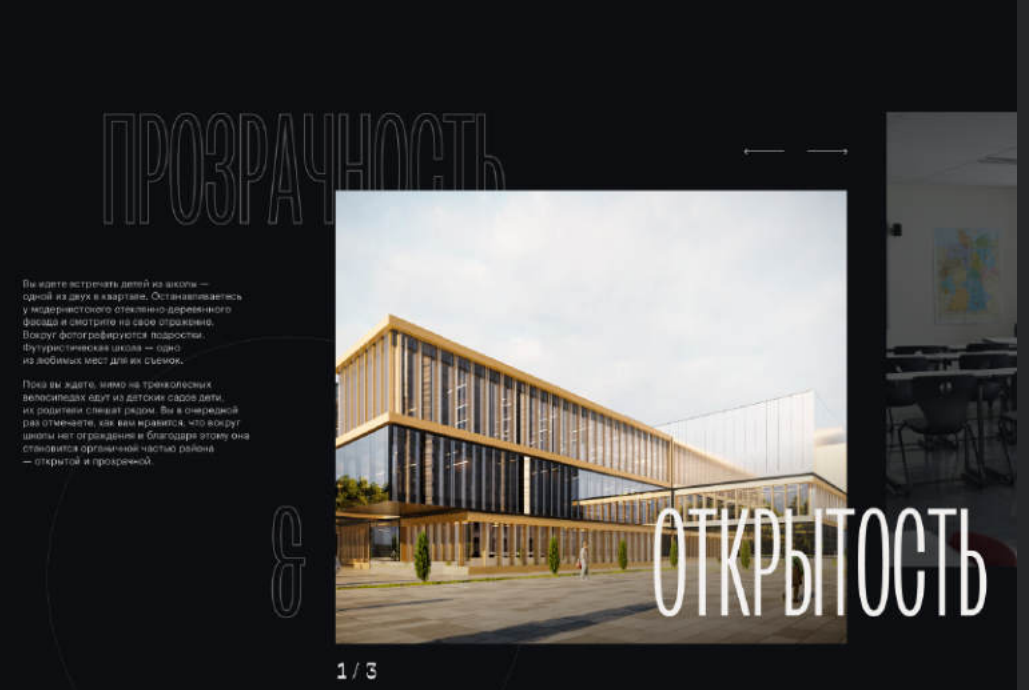 ПРОЗРАЧНОСТЬ
Вы идете встречать детей из школы —
одной из двух в квартале. Останавливаетесь
у модернистского стеклянно-деревянного
фасада и смотрите на свое отражение.
Вокруг фотографируются подростки.
Футуристическая школа — одно
из любимых мест для их съемок.
Пока вы ждете, мимо на трехколесных
велосипедах едут из детских садов дети,
их родители спешат рядом. Вы в очередной
раз отмечаете, как вам нравится, что вокруг
школы нет ограждения и благодаря этому она
становится органичной частью района
— открытой и прозрачной.
&
ОТКРЫТОСТЬ
1 / 3